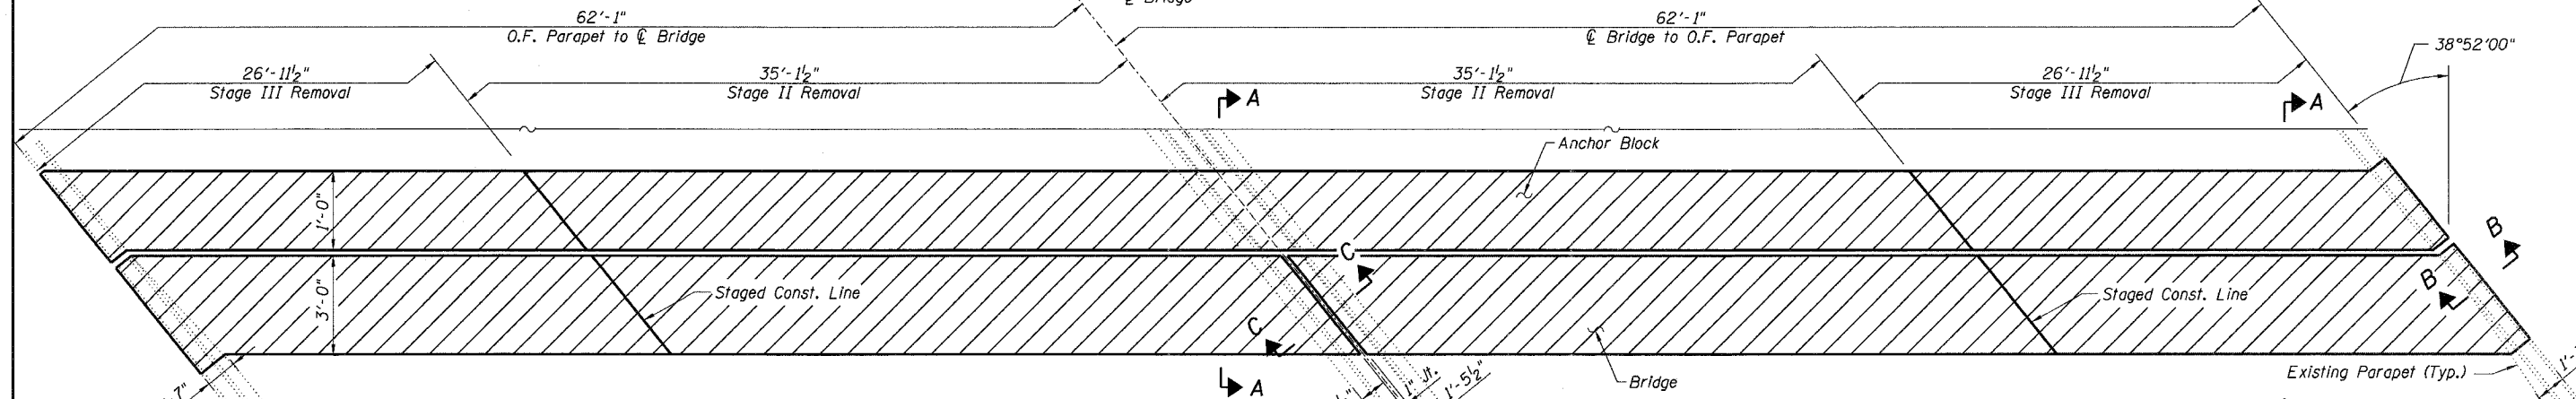 ℄ Bridge
62'-1"
O.F. Parapet to ℄ Bridge
62'-1"
℄ Bridge to O.F. Parapet
38°52'00"
26'-11½"
Stage III Removal
35'-1½"
Stage II Removal
35'-1½"
Stage II Removal
26'-11½"
Stage III Removal
A
A
Anchor Block
1'-0"
C
B
B
3'-0"
Staged Const. Line
Staged Const. Line
C
A
Bridge
Existing Parapet (Typ.)
1" Jt.
1'-5½"